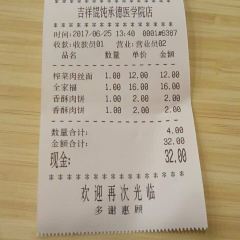 吉祥馄饨承德医学院店
时间:2017/06/25 13:40 0001#6387
收款:收款员01 营业:营业员02
品名 数量 单价 金额
榨菜肉丝面 1.00 12.00 12.00
全家福 1.00 16.00 16.00
香酥肉饼 1.00 2.00 2.00
香酥肉饼 1.00 2.00 2.00
数量合计: 4.00
金额合计: 32.00
现金: 32.00
欢迎再次光临
多谢惠顾